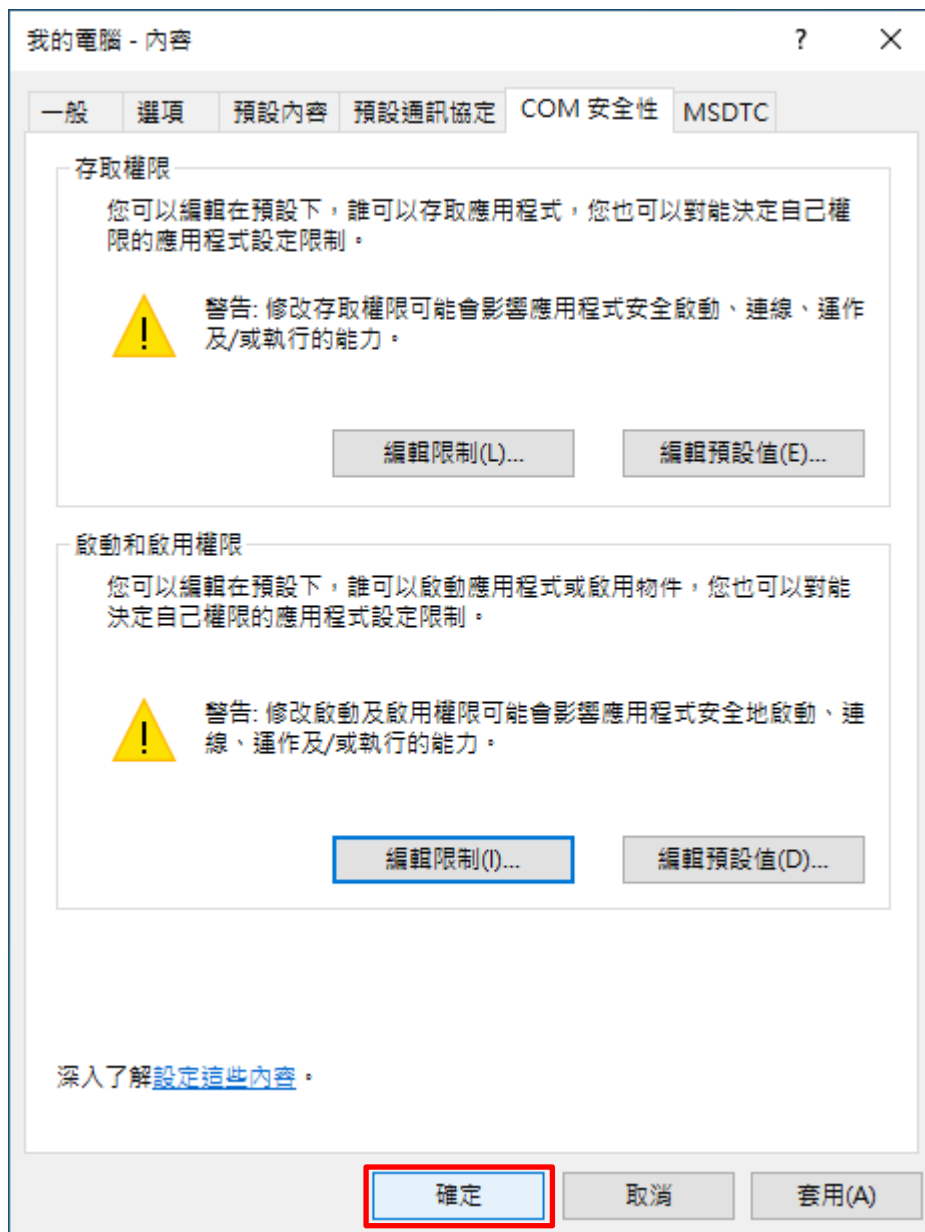 我的電腦 - 內容
?
一般
選項
預設內容
預設通訊協定
COM 安全性
MSDTC
存取權限
您可以編輯在預設下，誰可以存取應用程式，您也可以對能決定自己權
限的應用程式設定限制。
警告: 修改存取權限可能會影響應用程式安全啟動、連線、運作
及/或執行的能力。
編輯限制(L)...
編輯預設值(E)...
啟動和啟用權限
您可以編輯在預設下，誰可以啟動應用程式或啟用物件，您也可以對能
決定自己權限的應用程式設定限制。
警告: 修改啟動及啟用權限可能會影響應用程式安全地啟動、連
線、運作及/或執行的能力。
編輯限制(I)...
編輯預設值(D)...
深入了解設定這些內容。
確定
取消
套用(A)